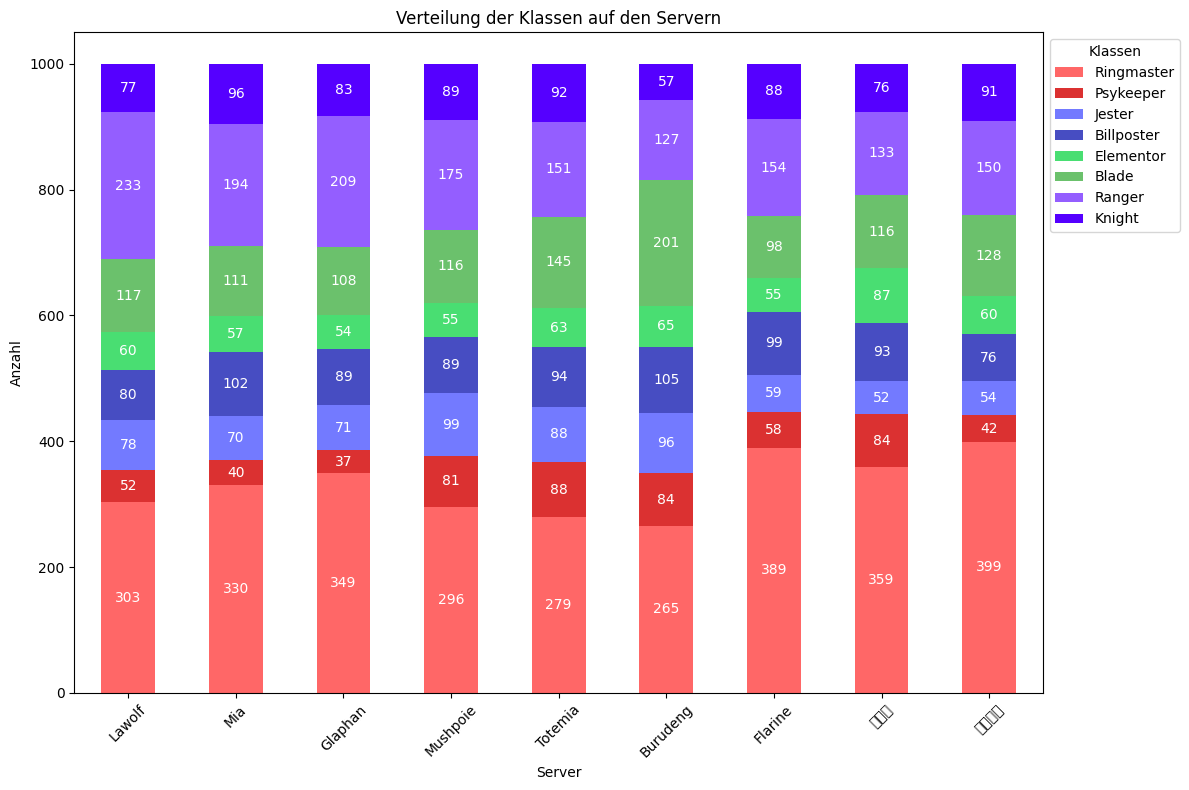 Verteilung der Klassen auf den Servern
Klassen
Ringmaster
Psykeeper
Jester
Billposter
Elementor
Blade
Ranger
Knight
Anzahl
1000
800
600
400
200
0
77 96 83 89 92 57 88 76 91
233 194 209 175 151 127 154 133 150
117 111 108 116 145 201 98 116 128
60 57 54 55 63 65 55 87 60
80 102 89 89 94 105 99 93 76
78 70 71 99 88 96 59 52 54
52 40 37 81 88 84 58 84 42
303 330 349 296 279 265 389 359 399
Lawolf Mia Glaphan Mushpoie Totemia Burudeng Flarine
Server